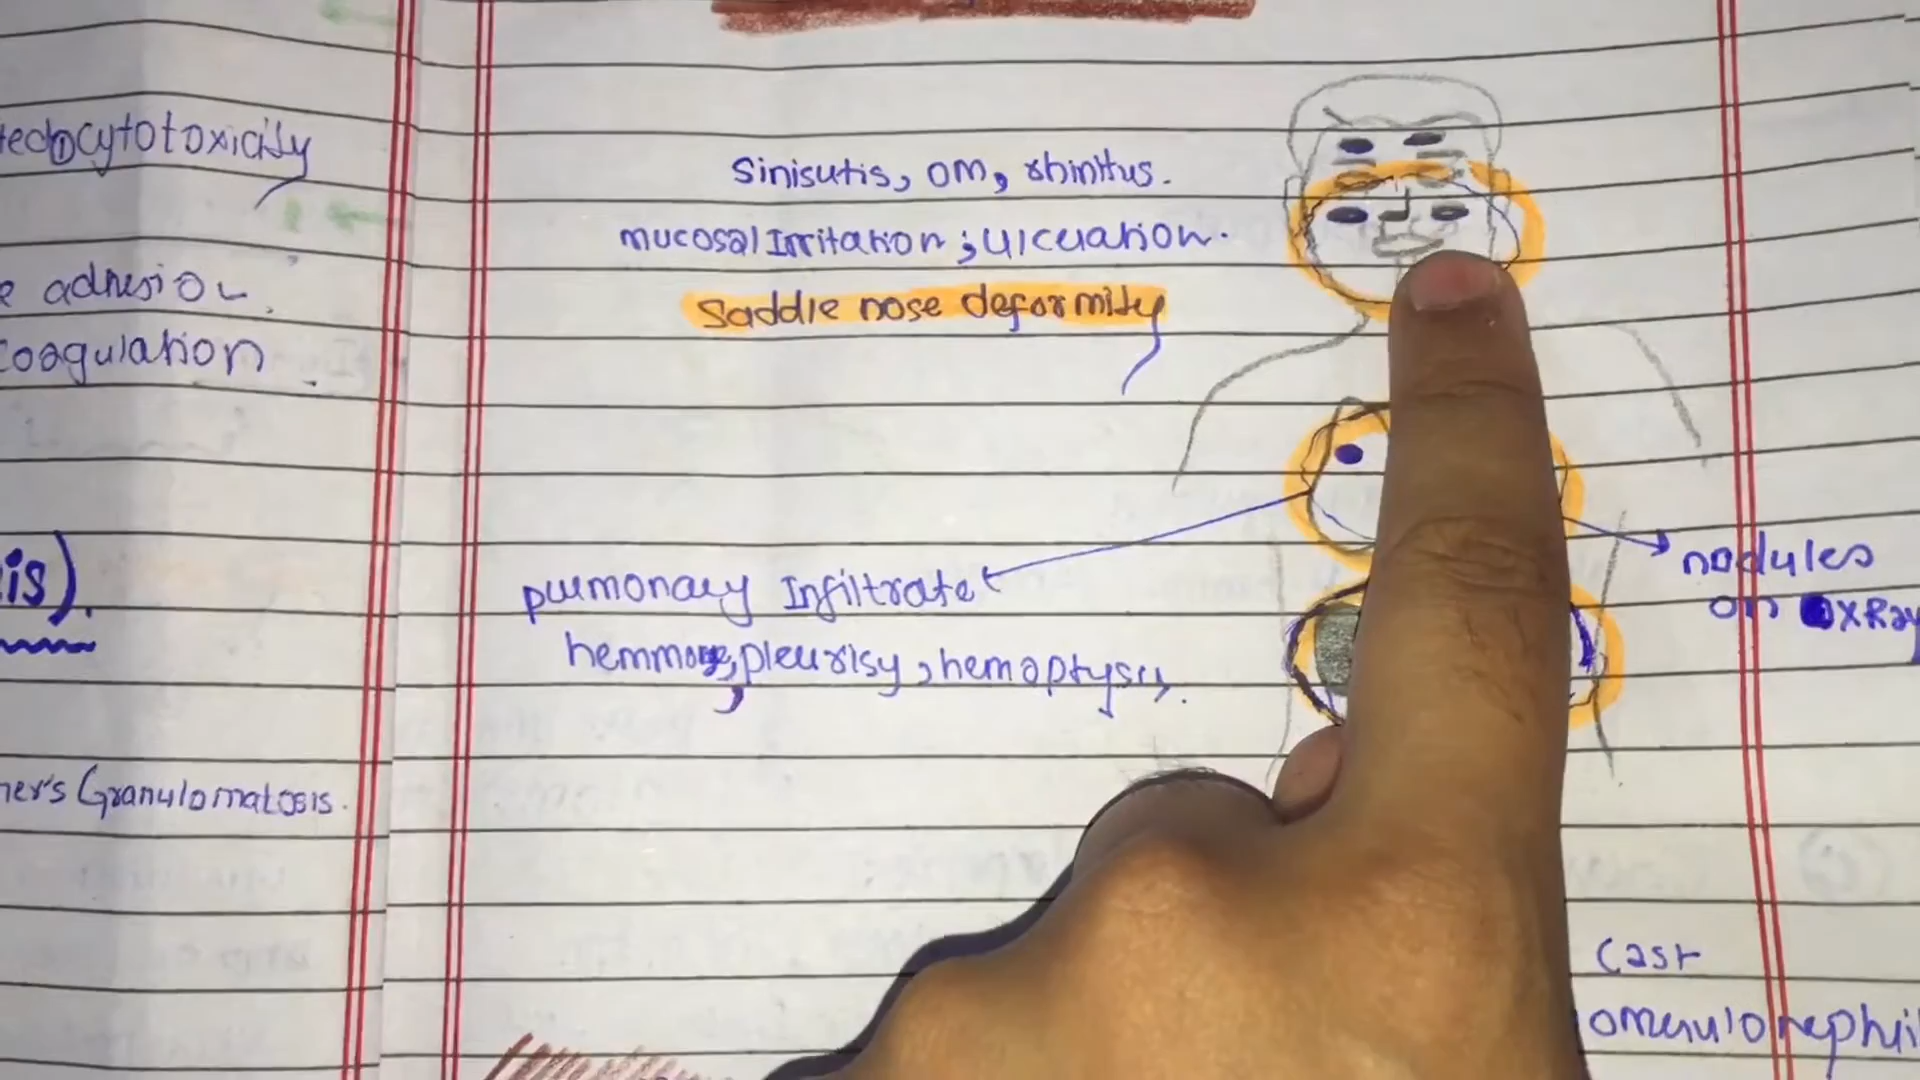 tedcytotoxicity
e adhesion
coagulation
is).
ner's Granulomatosis.
Sinisutis, OM, rhinitus.
mucosal Irritation; ulceration.
Saddle nose deformity
pulmonary Infiltrate
hemmorge, pleurisy, hemoptysis.
nodules
on XRay
Cast
omerulonephri